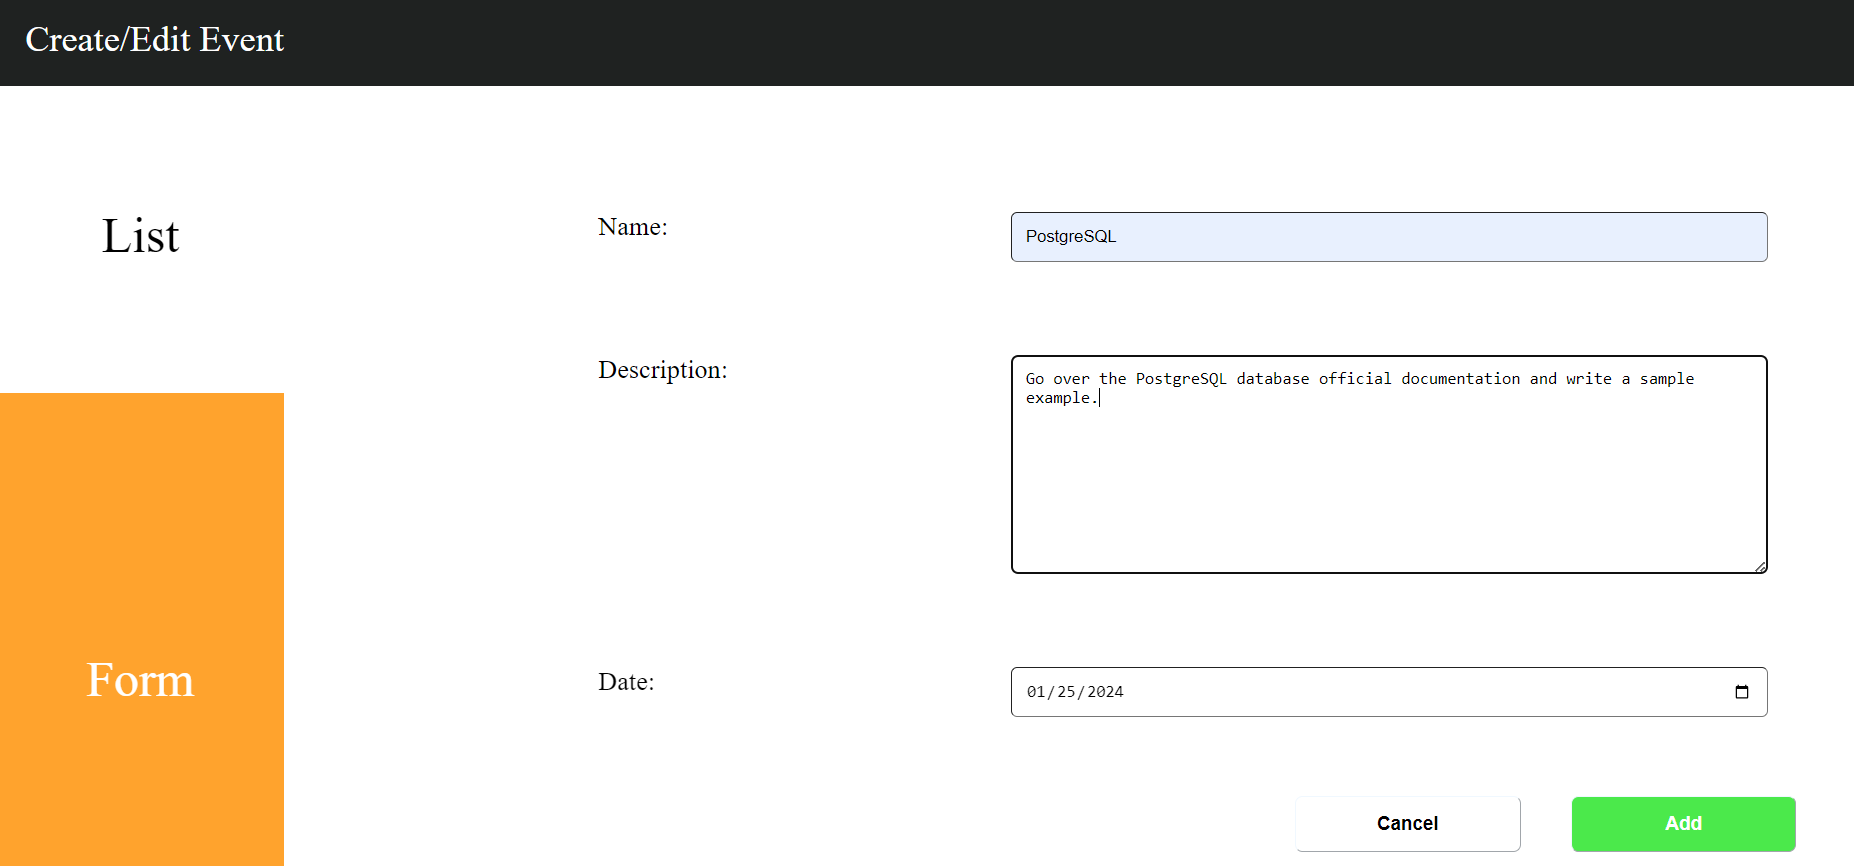 Create/Edit Event
List
Form
Name:
PostgreSQL
Description:
Go over the PostgreSQL database official documentation and write a sample
example.
Date:
01/25/2024
Cancel
Add